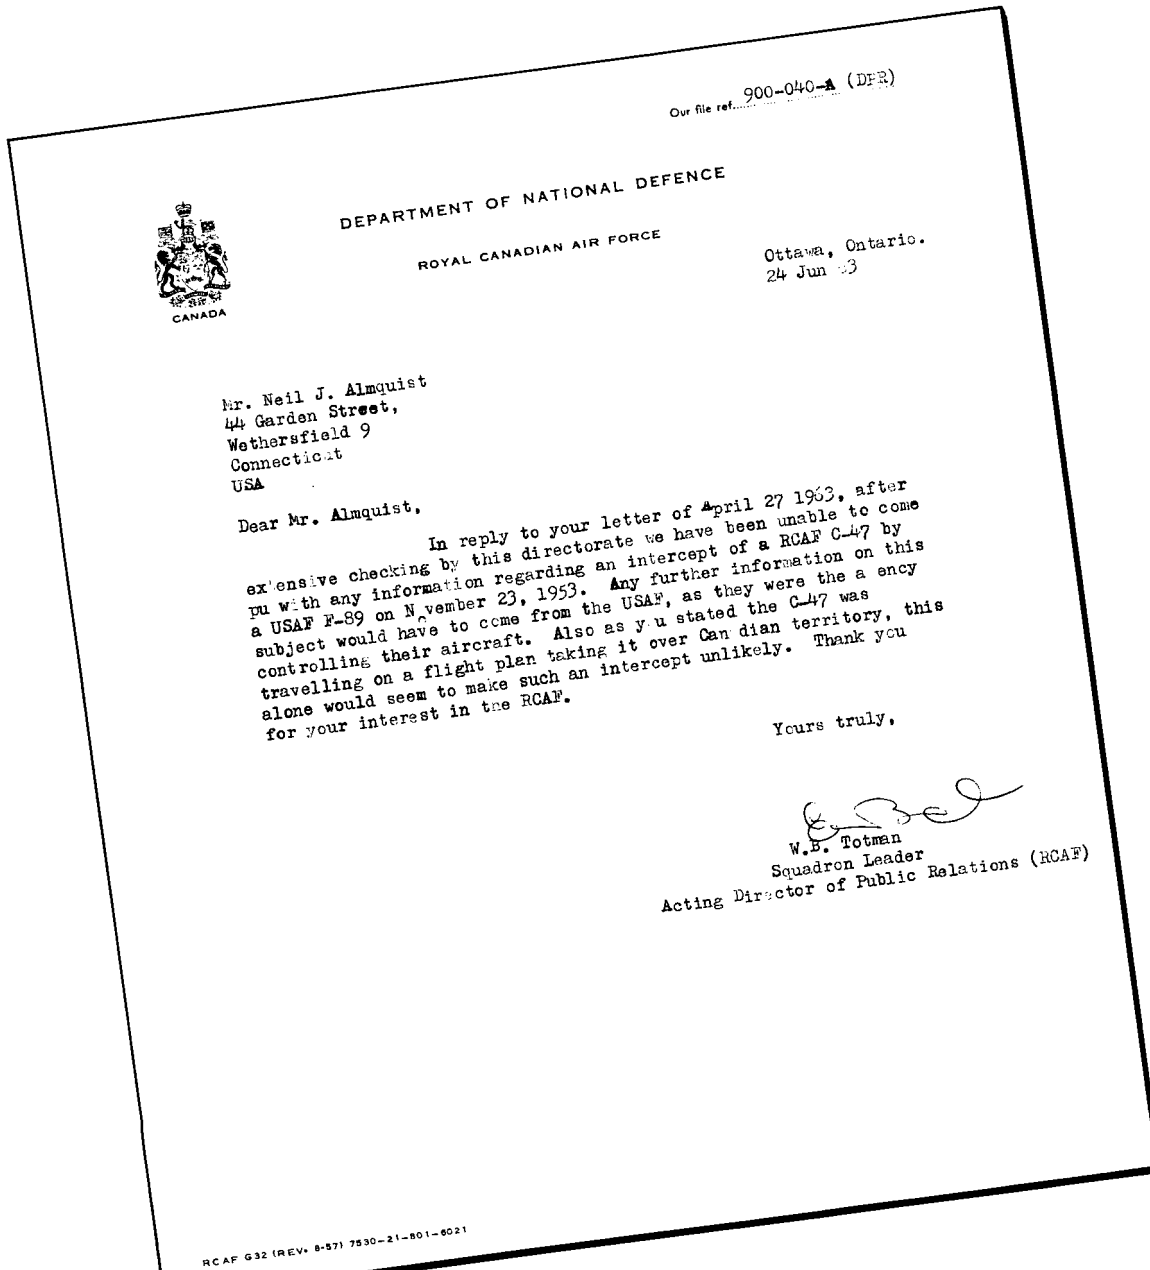 Our file ref. 900-040-A (DPR)
DEPARTMENT OF NATIONAL DEFENCE
ROYAL CANADIAN AIR FORCE
CANADA
Ottawa, Ontario.
24 Jun
Mr. Neil J. Almquist
44 Garden Street,
Wethersfield 9
Connecticut
USA
Dear Mr. Almquist,
In reply to your letter of April 27 1963, after
extensive checking by this directorate we have been unable to come
pu with any information regarding an intercept of a RCAF C-47 by
a USAF F-89 on November 23, 1953. Any further information on this
subject would have to come from the USAF, as they were the a ency
controlling their aircraft. Also as y u stated the C-47 was
travelling on a flight plan taking it over Can dian territory, this
alone would seem to make such an intercept unlikely. Thank you
for your interest in the RCAF.
Yours truly,
W.B. Totman
Squadron Leader
Acting Director of Public Relations (RCAF)
RCAF G32 (REV. 8-57) 7530-21-801-6021